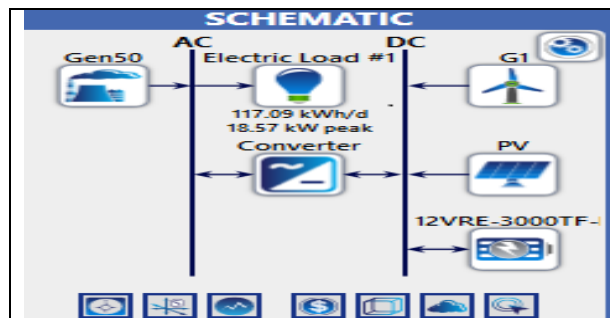 SCHEMATIC
AC
DC
Gen50
Electric Load #1
G1
117.09 kWh/d
18.57 kW peak
Converter
PV
12VRE-3000TF-